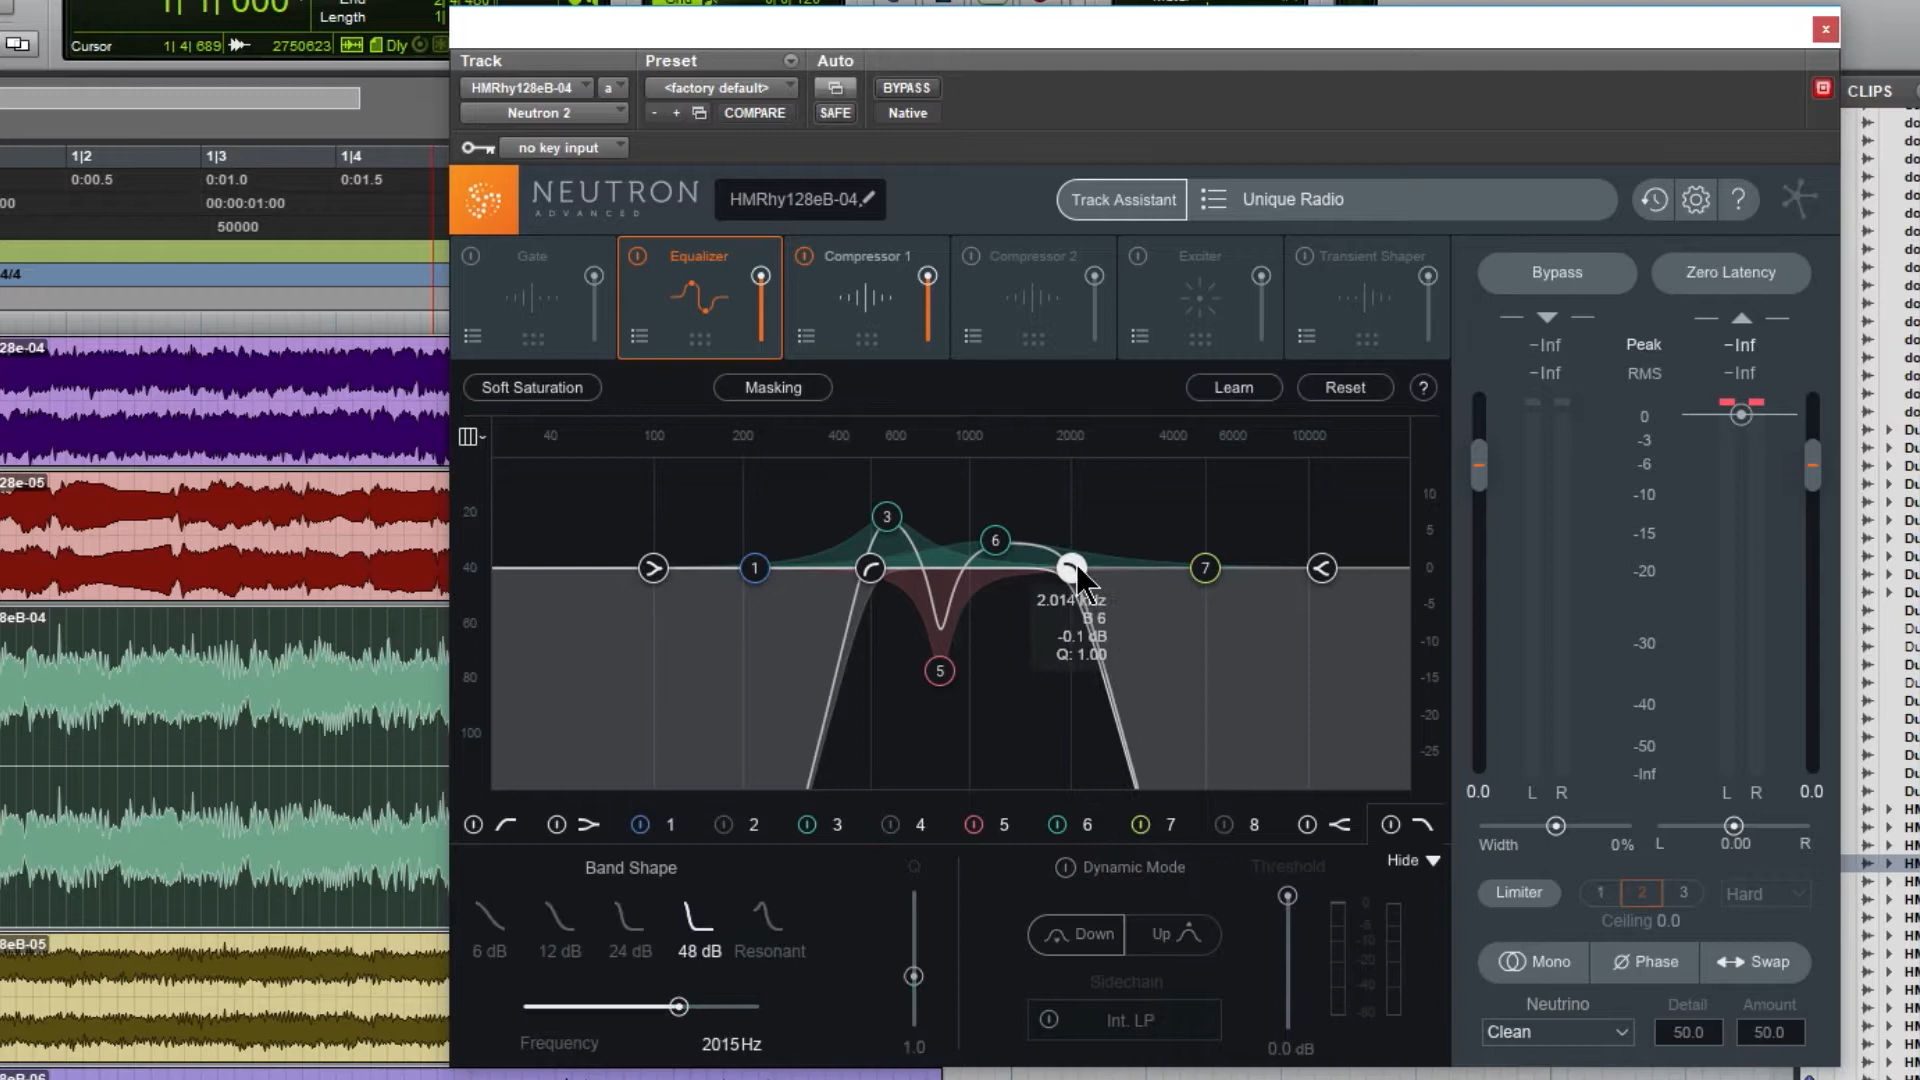 Length
Cursor
1| 4| 689
2750623
Dly
Track
Preset
Auto
HMRhy128eB-04
a
<factory default>
BYPASS
Neutron 2
- +
COMPARE
SAFE
Native
no key input
CLIPS
1|2
1|3
1|4
0:00.5
0:01.0
0:01.5
00:00:01:00
50000
4/4
NEUTRON
ADVANCED
HMRhy128eB-04
Track Assistant
Unique Radio
?
Gate
Equalizer
Compressor 1
Compressor 2
Exciter
Transient Shaper
Bypass
Zero Latency
-Inf
Peak
-Inf
-Inf
RMS
-Inf
Soft Saturation
Masking
Learn
Reset
?
40 100 200 400 600 1000 2000 4000 6000 10000
20
40
60
80
100
10
5
0
-5
-10
-15
-20
-25
3
6
1
7
5
2.014 kHz
B 6
-0.1 dB
Q: 1.00
0
-3
-6
-10
-15
-20
-30
-40
-50
-Inf
0.0
L R
L R
0.0
1 2 3 4 5 6 7 8
Width
0%
L
0.00
R
Band Shape
Q
Dynamic Mode
Threshold
Hide
6 dB
12 dB
24 dB
48 dB
Resonant
Down
Up
0
-5
-10
-20
-40
-60
Sidechain
Int. LP
Frequency
2015Hz
1.0
0.0 dB
Limiter
1
2
3
Hard
Ceiling 0.0
Mono
Phase
Swap
Neutrino
Detail
Amount
Clean
50.0
50.0
28e-04
28e-05
8eB-04
8eB-05